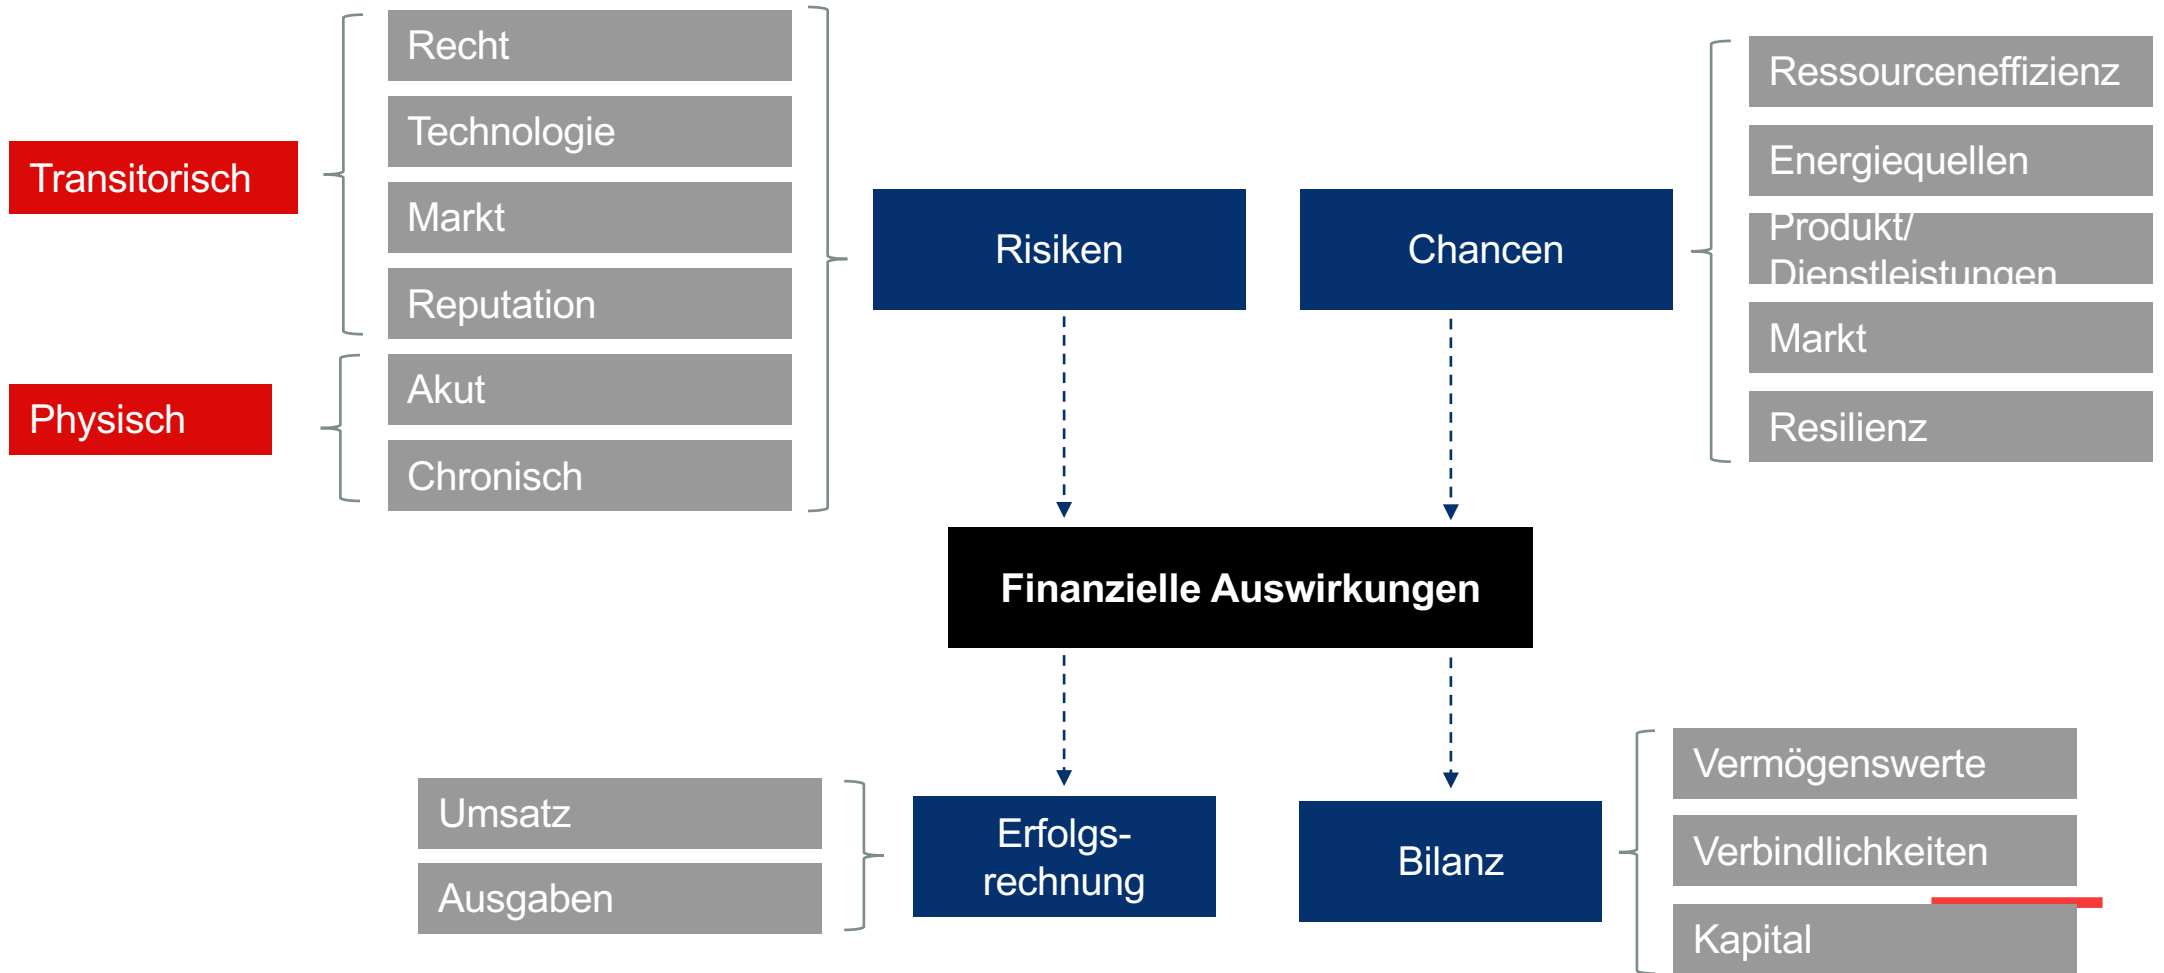 Transitorisch
Physisch
Recht
Technologie
Markt
Reputation
Akut
Chronisch
Risiken
Chancen
Ressourceneffizienz
Energiequellen
Produkt/
Dienstleistungen
Markt
Resilienz
Finanzielle Auswirkungen
Umsatz
Ausgaben
Erfolgs-
rechnung
Bilanz
Vermögenswerte
Verbindlichkeiten
Kapital